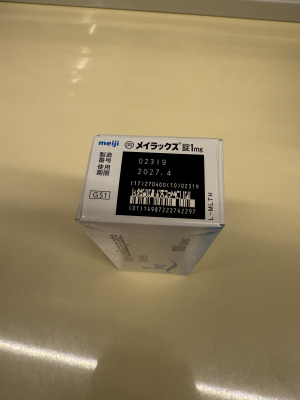 meiji メイラックス®錠1mg
製造番号 02319
使用期限 2027.4
(17)270400(10)02319
GS1
(01)14987222742297
L-MLTH